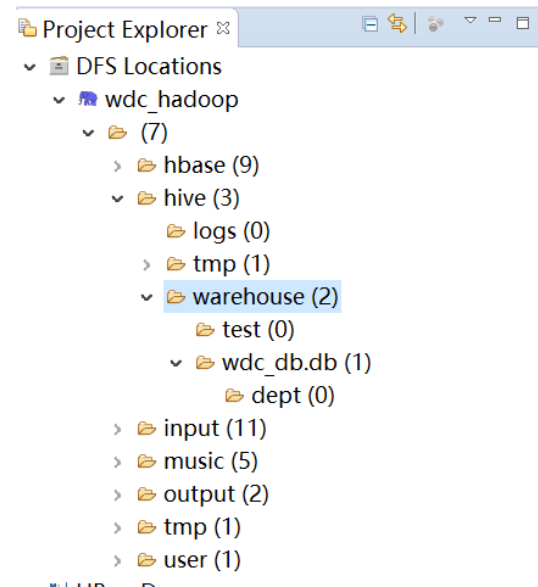 Project Explorer
DFS Locations
wdc_hadoop
(7)
hbase (9)
hive (3)
logs (0)
tmp (1)
warehouse (2)
test (0)
wdc_db.db (1)
dept (0)
input (11)
music (5)
output (2)
tmp (1)
user (1)